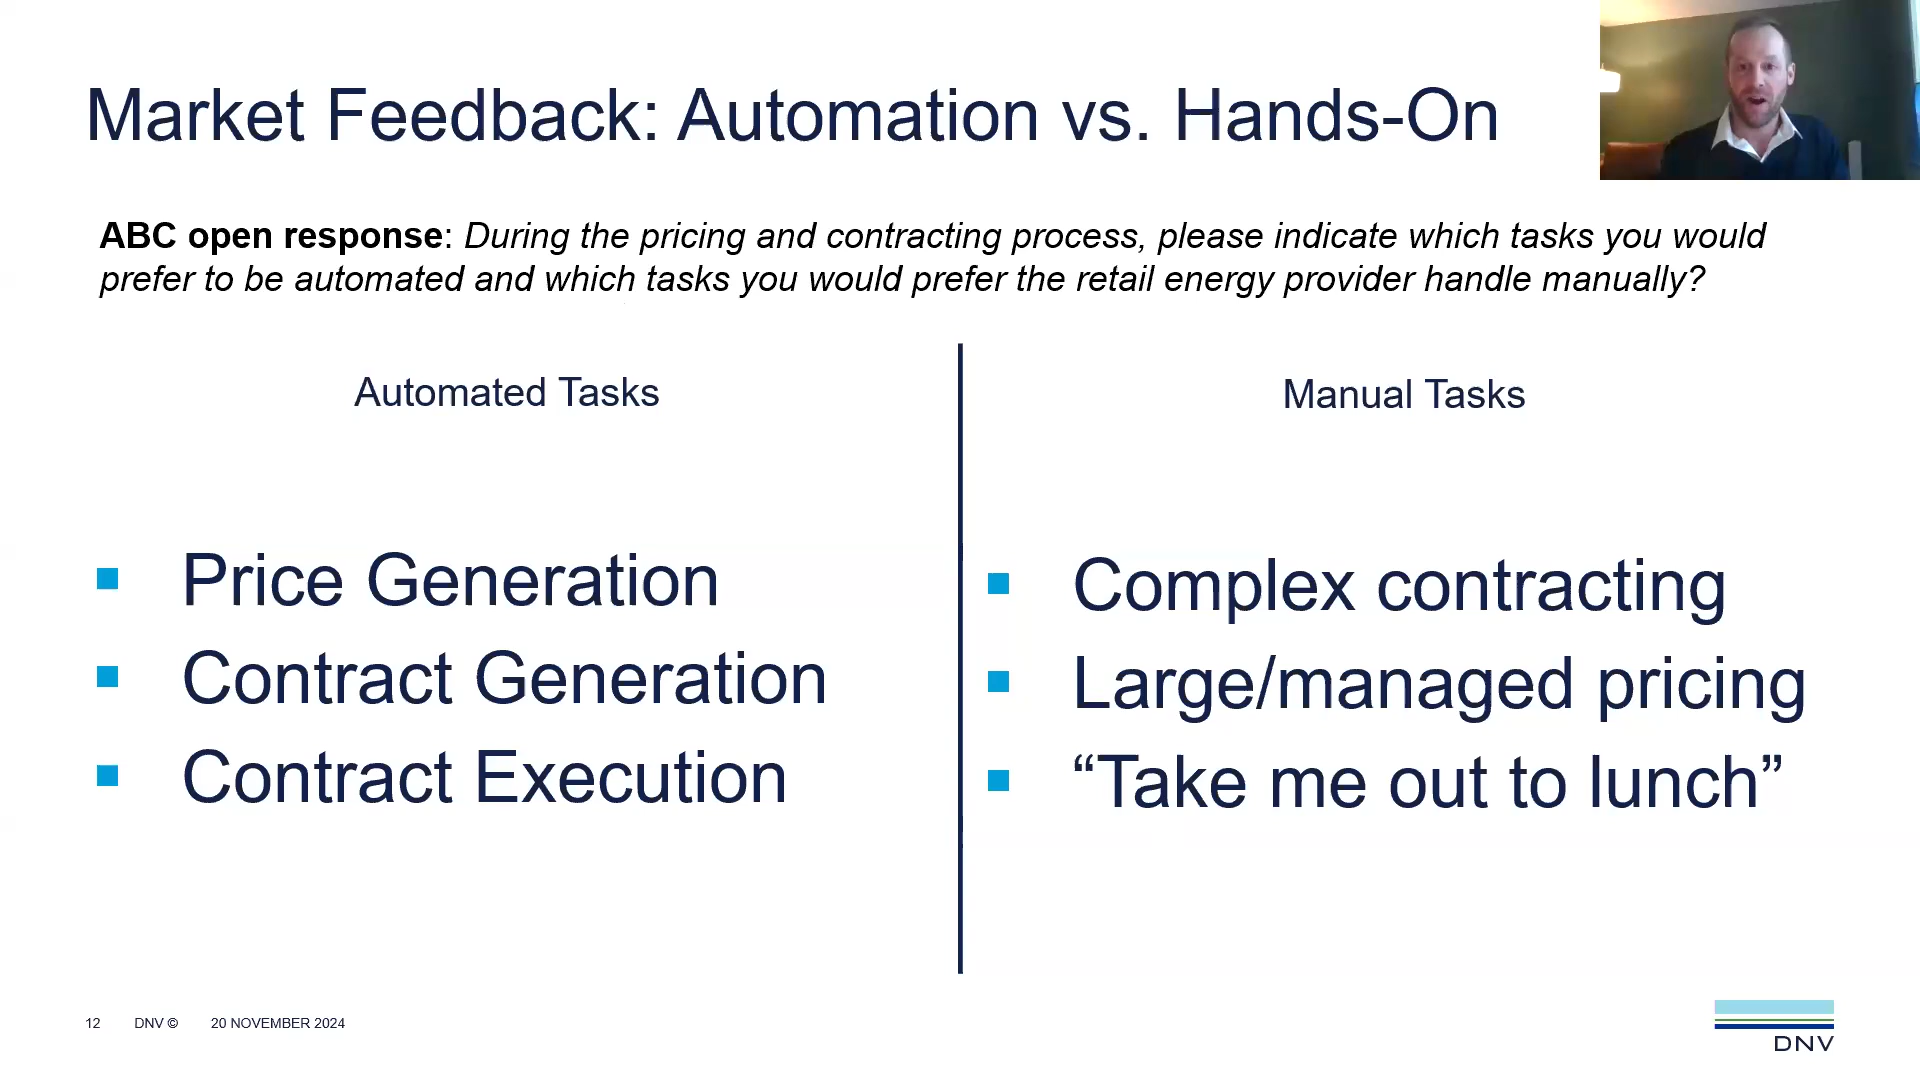 Market Feedback: Automation vs. Hands-On
ABC open response: During the pricing and contracting process, please indicate which tasks you would
prefer to be automated and which tasks you would prefer the retail energy provider handle manually?
Automated Tasks
▪ Price Generation
▪ Contract Generation
▪ Contract Execution
Manual Tasks
▪ Complex contracting
▪ Large/managed pricing
▪ “Take me out to lunch”
12 DNV © 20 NOVEMBER 2024
DNV